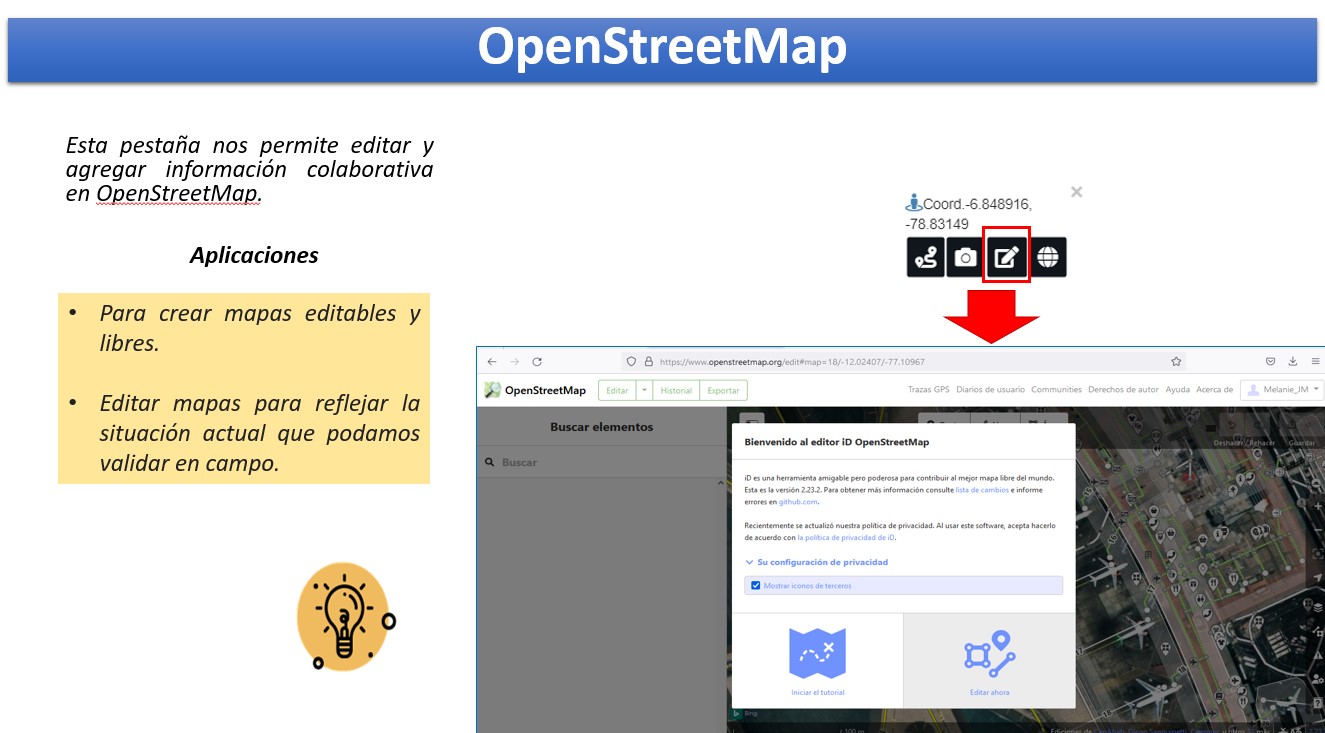 OpenStreetMap
Esta pestaña nos permite editar y
agregar información colaborativa
en OpenStreetMap.
Aplicaciones
• Para crear mapas editables y
libres.
• Editar mapas para reflejar la
situación actual que podamos
validar en campo.
Coord.-6.848916,
-78.83149
https://www.openstreetmap.org/edit#map=18/-12.02407/-77.10967
OpenStreetMap Editar Historial Exportar Trazas GPS Diarios de usuario Communities Derechos de autor Ayuda Acerca de Melanie_JM
Buscar elementos
Buscar
Deshacer / Rehacer Guardar
Bienvenido al editor iD OpenStreetMap
iD es una herramienta amigable pero poderosa para contribuir al mejor mapa libre del mundo.
Esta es la versión 2.23.2. Para obtener más información consulte lista de cambios e informe
errores en github.com.
Recientemente se actualizó nuestra política de privacidad. Al usar este software, acepta hacerlo
de acuerdo con la política de privacidad de iD.
Su configuración de privacidad
Mostrar iconos de terceros
Iniciar el tutorial Editar ahora
Bing
100 m